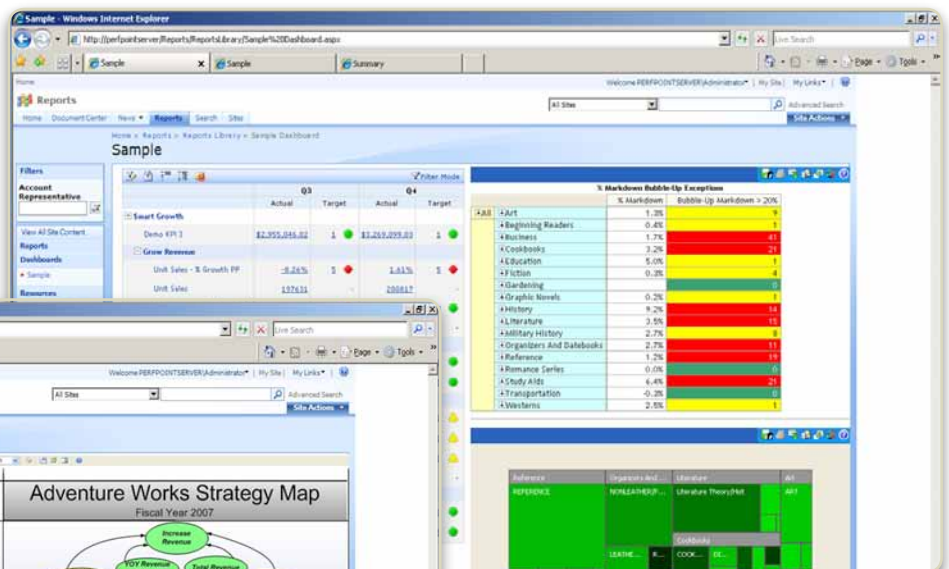 Sample - Windows Internet Explorer
http://perfpointserver/Reports/ReportsLibrary/Sample%20Dashboard.aspx
Live Search
Sample
Sample
Summary
Page
Tools
Home
Welcome PERFPOINTSERVER\Administrator
My Site
My Links
Reports
All Sites
Advanced Search
Home
Document Center
News
Reports
Search
Sites
Site Actions
Home > Reports > Reports Library > Sample Dashboard
Sample
Filters
Account
Representative
View All Site Content
Reports
Dashboards
Sample
Resources
Filter Mode
Q3 Q4
Actual Target Actual Target
Smart Growth
Demo KPI 3 $2,955,046.02 1 $3,269,099.03 1
Grow Revenue
Unit Sales - % Growth PP -8.26% 5 1.61% 5
Unit Sales 197631 200817
% Markdown Bubble-Up Exceptions
% Markdown Bubble-Up Markdown > 20%
All Art 1.3% 9
Beginning Readers 0.4% 1
Business 1.7% 41
Cookbooks 3.2% 21
Education 5.0% 1
Fiction 0.3% 4
Gardening 0
Graphic Novels 0.2% 1
History 9.2% 14
Literature 3.5% 15
Military History 2.7% 8
Organizers And Datebooks 2.7% 11
Reference 1.2% 19
Romance Series 0.0% 0
Study Aids 6.4% 21
Transportation -0.3% 0
Westerns 2.5% 1
Reference Organizers And ... Literature Art
REFERENCE Literature Theory/Hist ART
Cookbooks
LEATHE... R... COOK...
Live Search
Page
Tools
Welcome PERFPOINTSERVER\Administrator
My Site
My Links
All Sites
Advanced Search
Site Actions
Adventure Works Strategy Map
Fiscal Year 2007
Increase
Revenue
YOY Revenue
Total Revenue